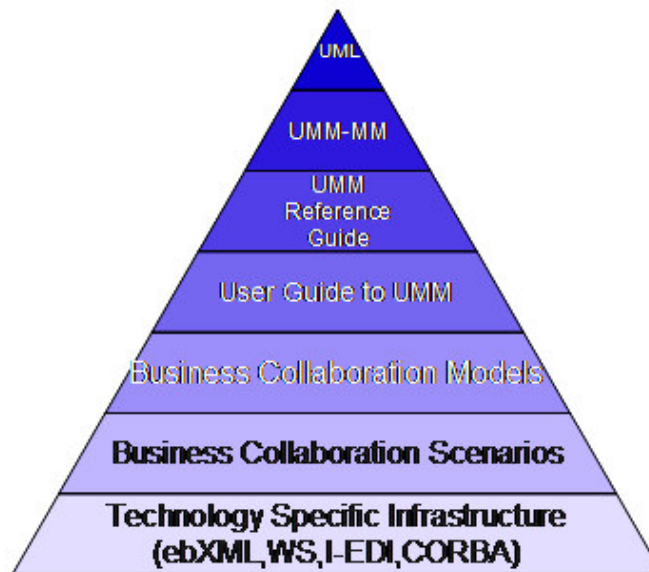 UML
UMM-MM
UMM
Reference
Guide
User Guide to UMM
Business Collaboration Models
Business Collaboration Scenarios
Technology Specific Infrastructure
(ebXML,WS,I-EDI,CORBA)